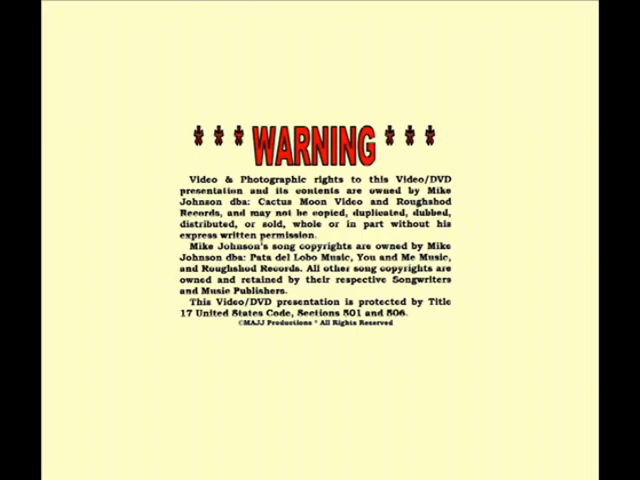 * * * WARNING * * *
Video & Photographic rights to this Video/DVD
presentation and its contents are owned by Mike
Johnson dba: Cactus Moon Video and Roughshod
Records, and may not be copied, duplicated, dubbed,
distributed, or sold, whole or in part without his
express written permission.
Mike Johnson's song copyrights are owned by Mike
Johnson dba: Pata del Lobo Music, You and Me Music,
and Roughshod Records. All other song copyrights are
owned and retained by their respective Songwriters
and Music Publishers.
This Video/DVD presentation is protected by Title
17 United States Code, Sections 501 and 506.
©MAJJ Productions * All Rights Reserved